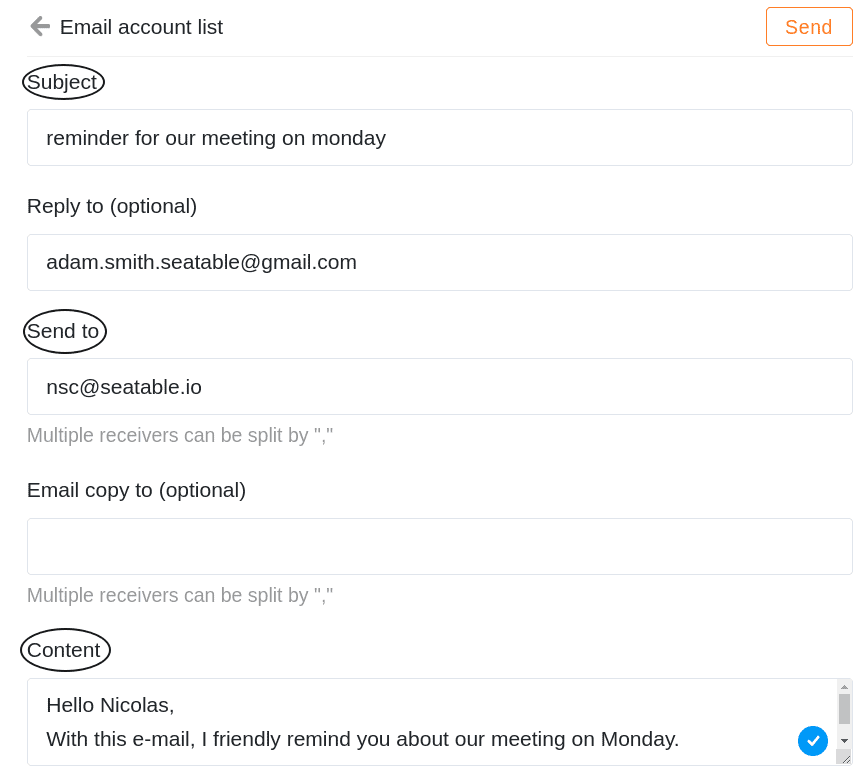 Email account list
Send
Subject
reminder for our meeting on monday
Reply to (optional)
adam.smith.seatable@gmail.com
Send to
nsc@seatable.io
Multiple receivers can be split by ","
Email copy to (optional)
Multiple receivers can be split by ","
Content
Hello Nicolas,
With this e-mail, I friendly remind you about our meeting on Monday.